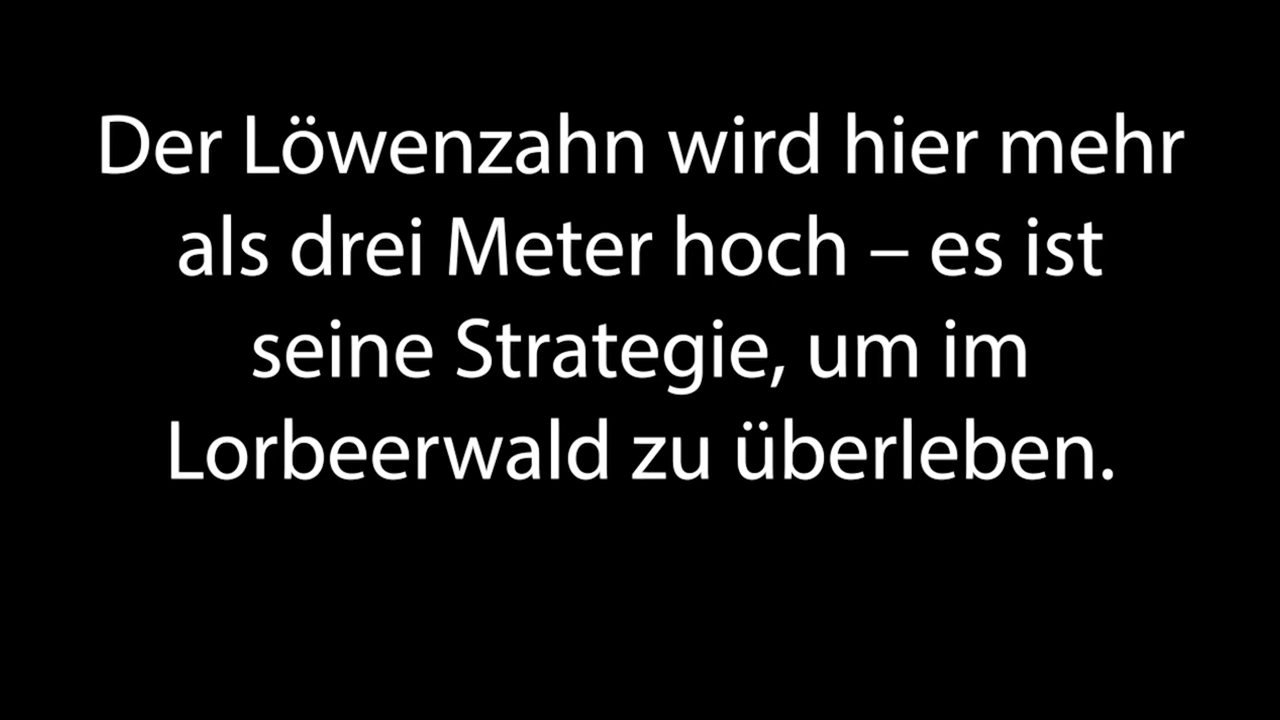 Der Löwenzahn wird hier mehr
als drei Meter hoch – es ist
seine Strategie, um im
Lorbeerwald zu überleben.